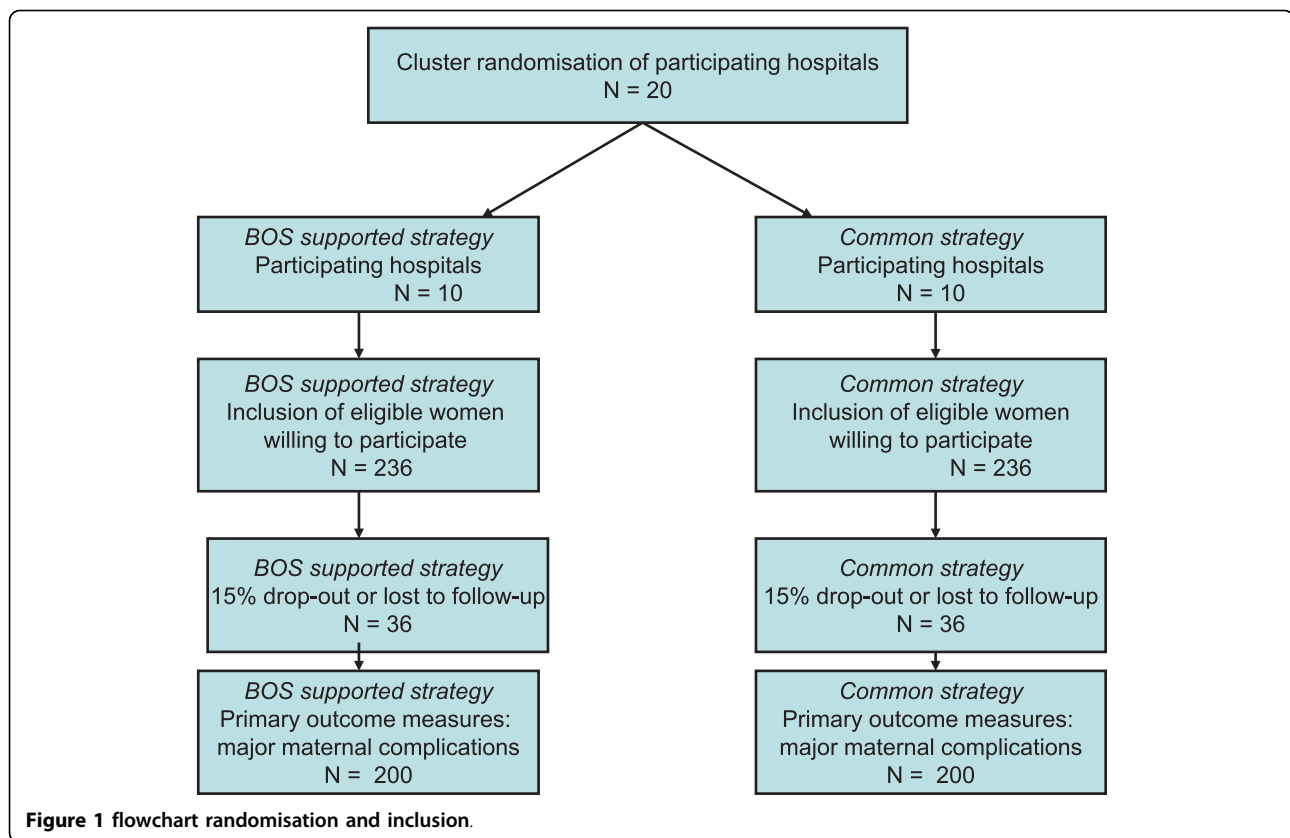 Cluster randomisation of participating hospitals
N = 20
BOS supported strategy
Participating hospitals
N = 10
Common strategy
Participating hospitals
N = 10
BOS supported strategy
Inclusion of eligible women
willing to participate
N = 236
Common strategy
Inclusion of eligible women
willing to participate
N = 236
BOS supported strategy
15% drop-out or lost to follow-up
N = 36
Common strategy
15% drop-out or lost to follow-up
N = 36
BOS supported strategy
Primary outcome measures:
major maternal complications
N = 200
Common strategy
Primary outcome measures:
major maternal complications
N = 200
Figure 1 flowchart randomisation and inclusion.